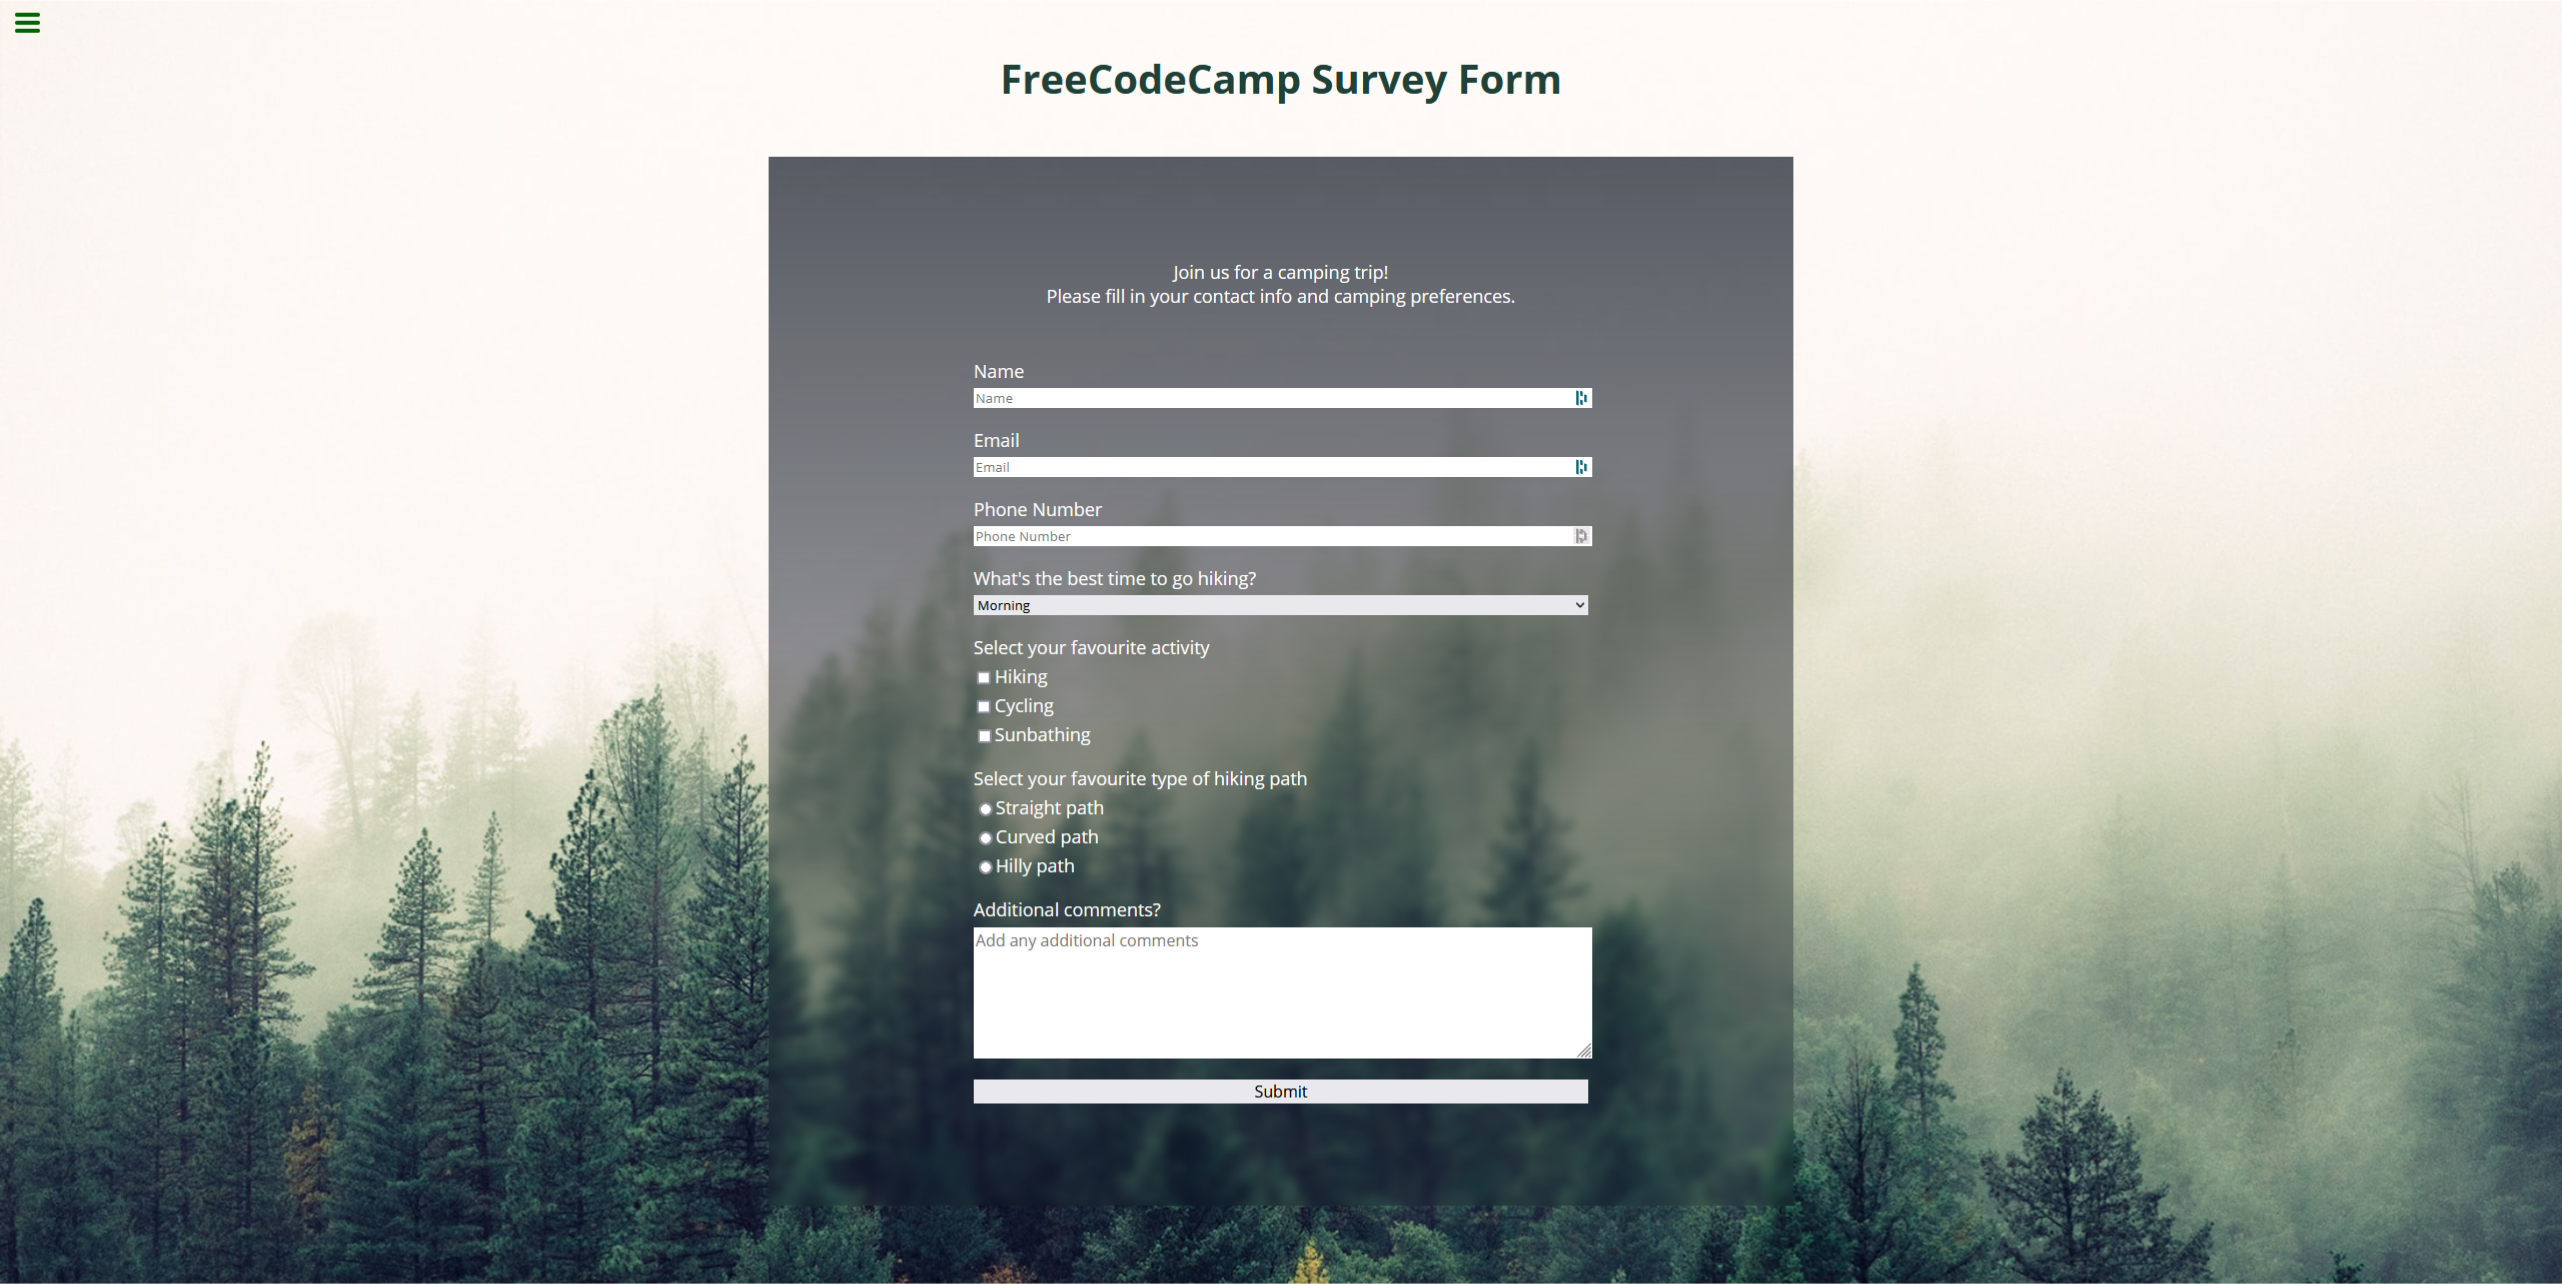 FreeCodeCamp Survey Form
Join us for a camping trip!
Please fill in your contact info and camping preferences.
Name
Name
Email
Email
Phone Number
Phone Number
What's the best time to go hiking?
Morning
Select your favourite activity
Hiking
Cycling
Sunbathing
Select your favourite type of hiking path
Straight path
Curved path
Hilly path
Additional comments?
Add any additional comments
Submit